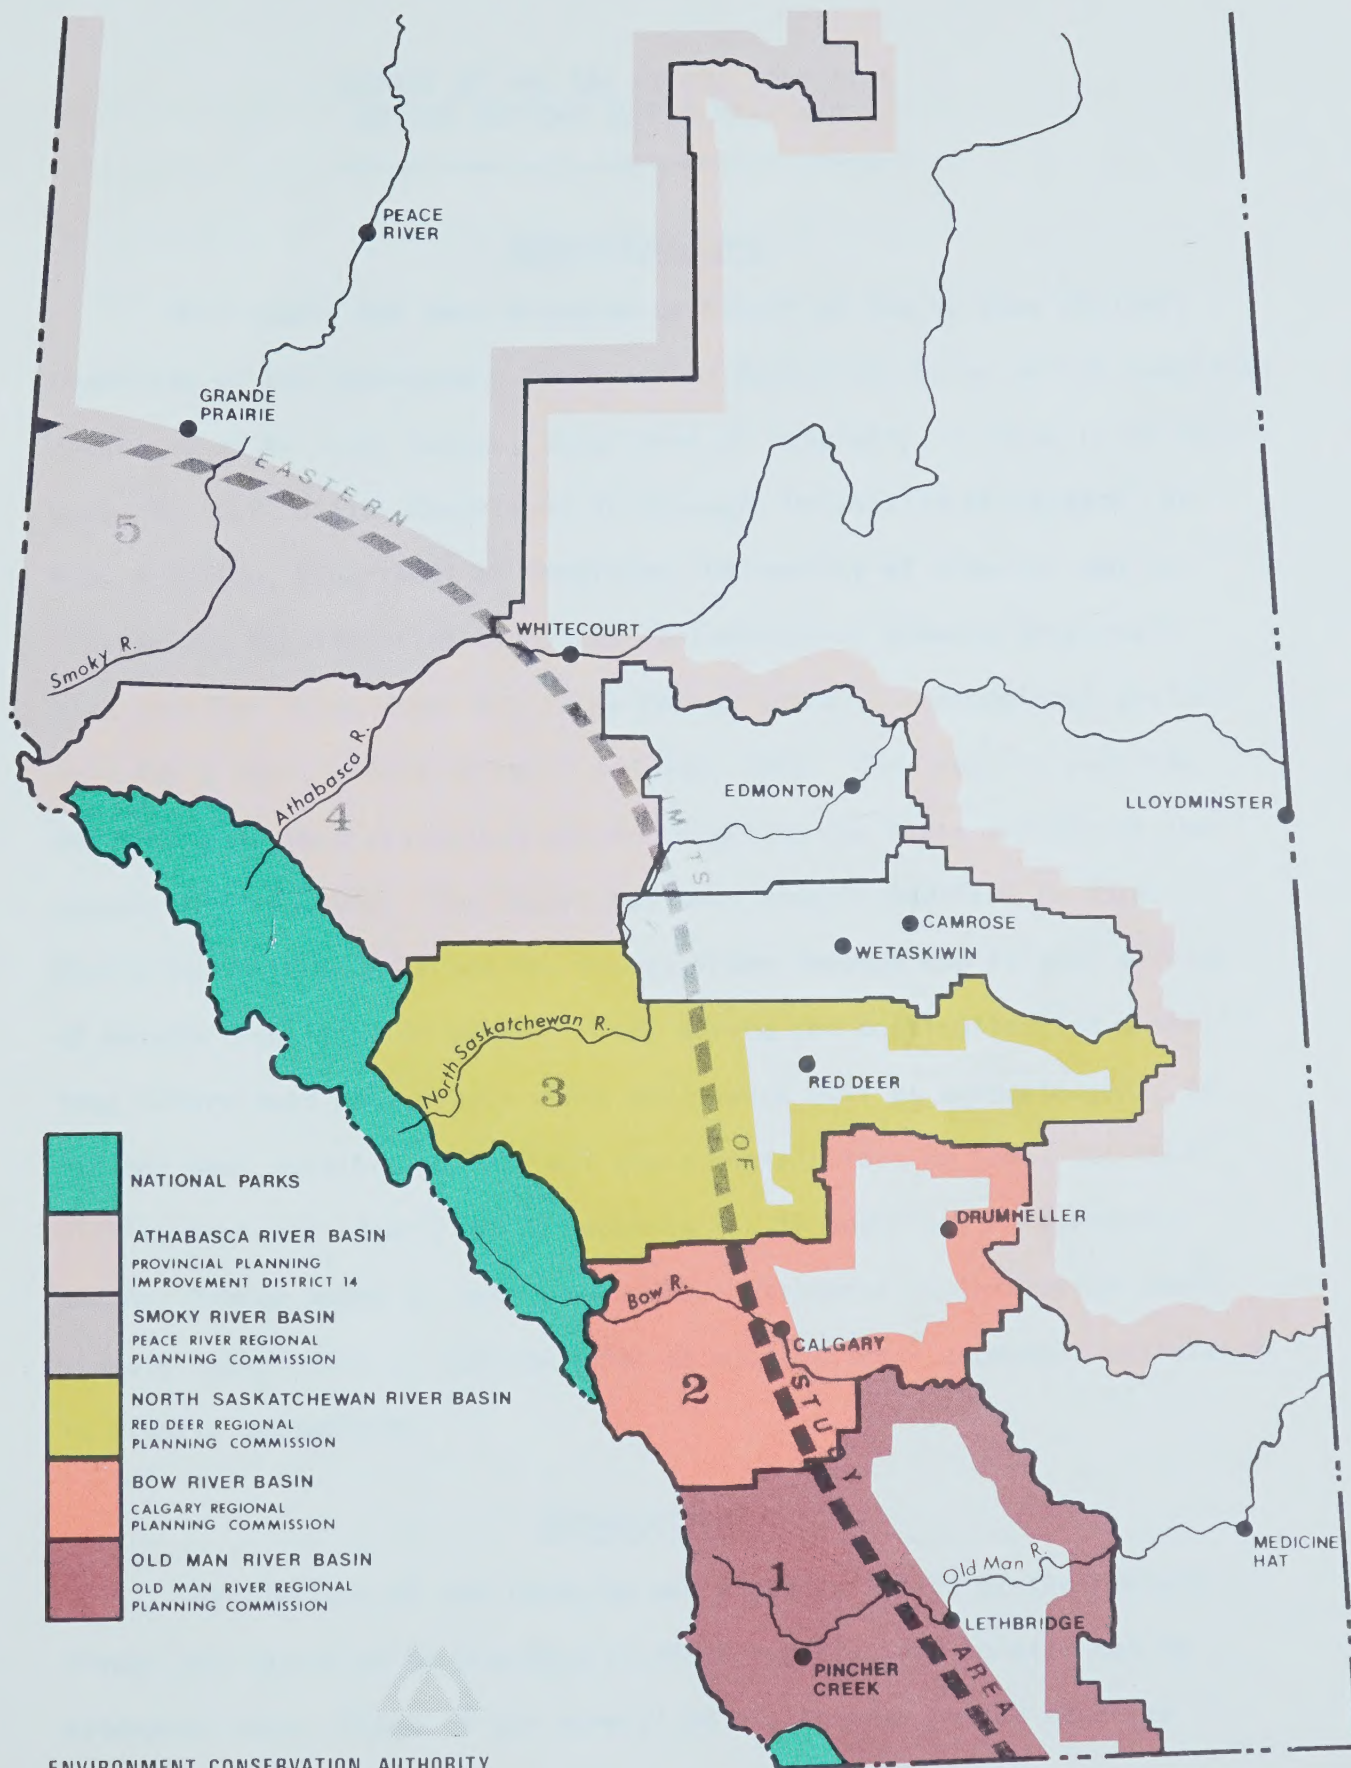 PEACE
RIVER
GRANDE
PRAIRIE
EASTERN
5
WHITECOURT
Smoky R.
Athabasca R.
4
LIMITS
EDMONTON
LLOYDMINSTER
CAMROSE
WETASKIWIN
North Saskatchewan R.
3
RED DEER
OF
NATIONAL PARKS
ATHABASCA RIVER BASIN
PROVINCIAL PLANNING
IMPROVEMENT DISTRICT 14
SMOKY RIVER BASIN
PEACE RIVER REGIONAL
PLANNING COMMISSION
NORTH SASKATCHEWAN RIVER BASIN
RED DEER REGIONAL
PLANNING COMMISSION
BOW RIVER BASIN
CALGARY REGIONAL
PLANNING COMMISSION
OLD MAN RIVER BASIN
OLD MAN RIVER REGIONAL
PLANNING COMMISSION
DRUMHELLER
Bow R.
CALGARY
2
STUDY
1
Old Man R.
MEDICINE
HAT
LETHBRIDGE
PINCHER
CREEK
AREA
ENVIRONMENT CONSERVATION AUTHORITY